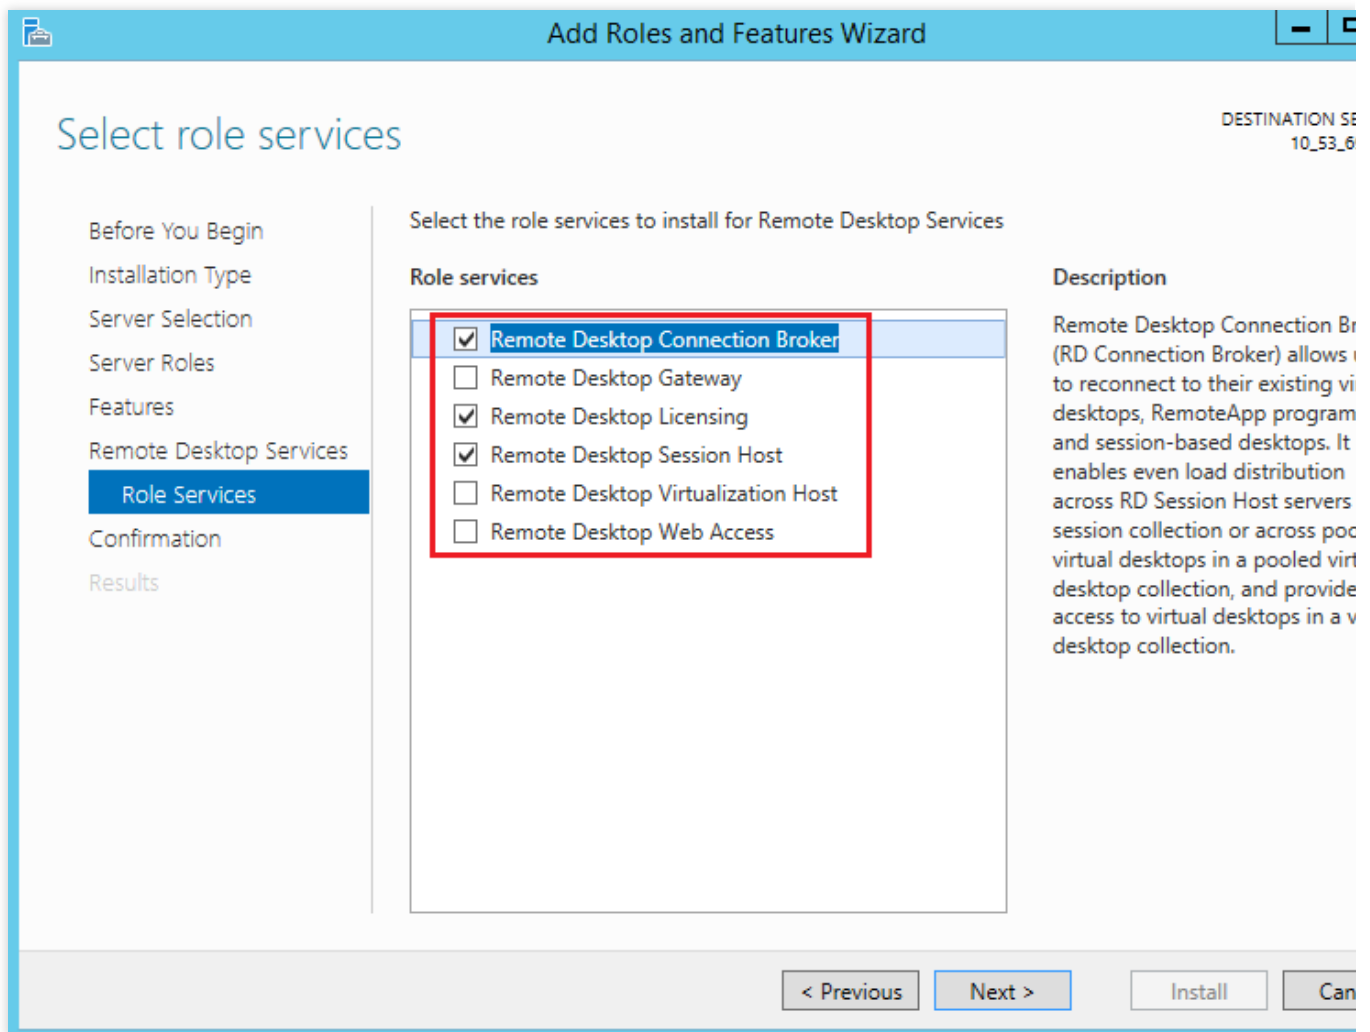 Add Roles and Features Wizard
Select role services
DESTINATION
10_53_6
Before You Begin
Installation Type
Server Selection
Server Roles
Features
Remote Desktop Services
Role Services
Confirmation
Results
Select the role services to install for Remote Desktop Services
Role services
Remote Desktop Connection Broker
Remote Desktop Gateway
Remote Desktop Licensing
Remote Desktop Session Host
Remote Desktop Virtualization Host
Remote Desktop Web Access
Description
Remote Desktop Connection
(RD Connection Broker) allows
to reconnect to their existing
desktops, RemoteApp program
and session-based desktops. It
enables even load distribution
across RD Session Host servers
session collection or across
virtual desktops in a pooled
desktop collection, and provide
access to virtual desktops in a
desktop collection.
< Previous
Next >
Install
Can